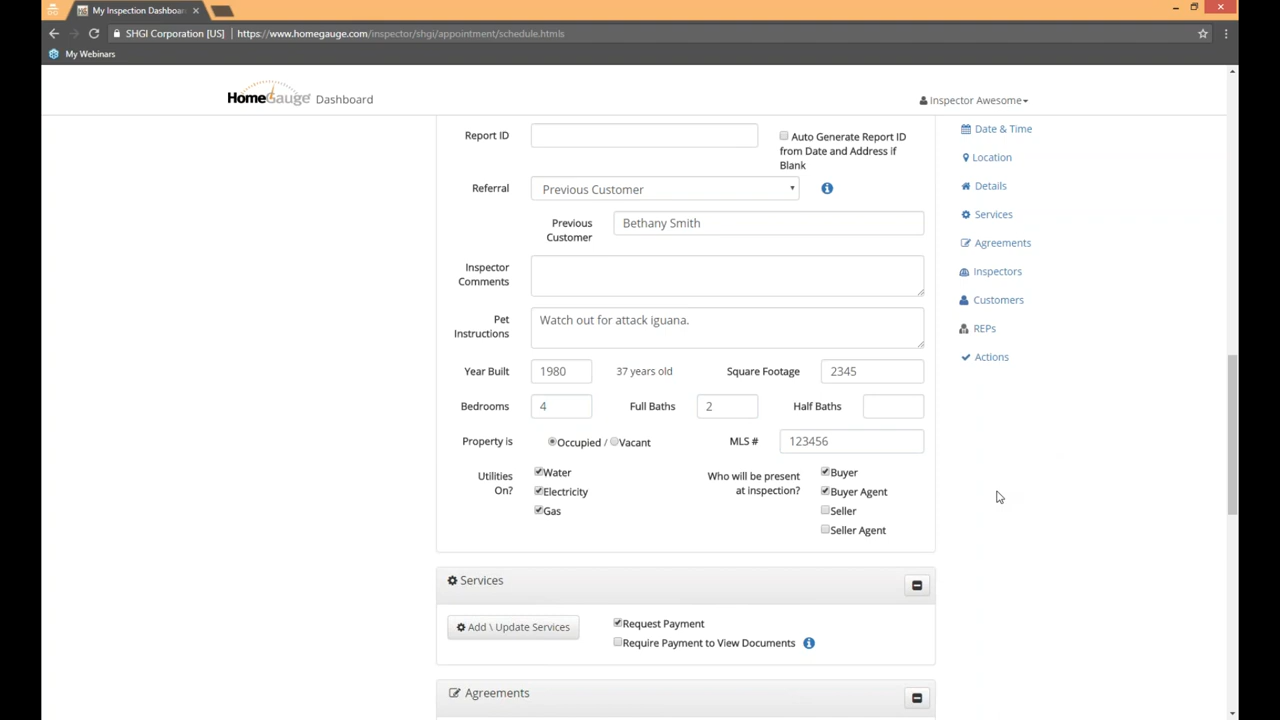 My Inspection Dashboa
SHGI Corporation [US] https://www.homegauge.com/inspector/shgi/appointment/schedule.htmls
My Webinars
HomeGauge Dashboard
Inspector Awesome
Report ID
Auto Generate Report ID
from Date and Address if
Blank
Referral Previous Customer
Previous
Customer
Bethany Smith
Inspector
Comments
Pet
Instructions
Watch out for attack iguana.
Year Built 1980 37 years old Square Footage 2345
Bedrooms 4 Full Baths 2 Half Baths
Property is Occupied / Vacant MLS # 123456
Utilities
On?
Water
Electricity
Gas
Who will be present
at inspection?
Buyer
Buyer Agent
Seller
Seller Agent
Services
Add \ Update Services
Request Payment
Require Payment to View Documents
Agreements
Date & Time
Location
Details
Services
Agreements
Inspectors
Customers
REPs
Actions